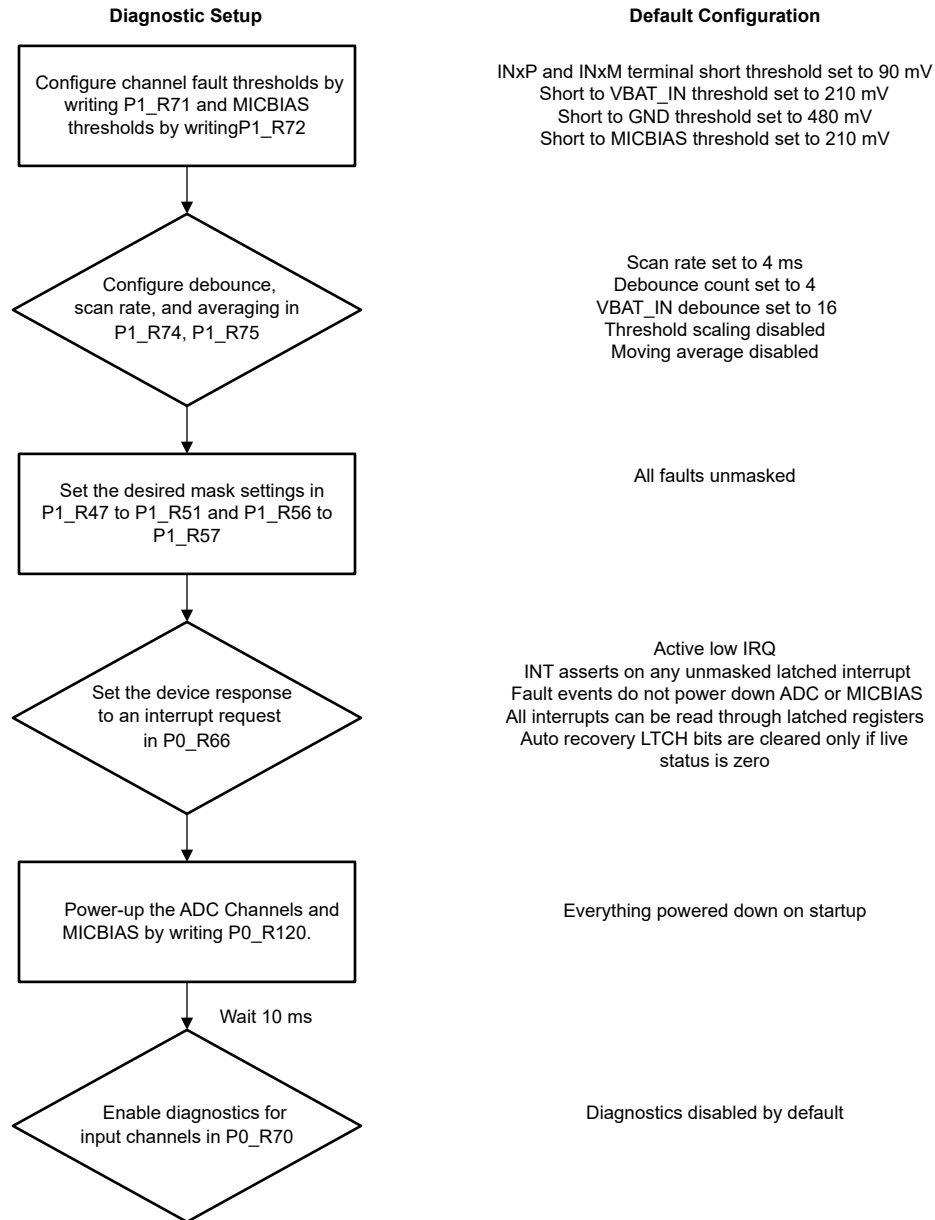 Diagnostic Setup
Default Configuration
Configure channel fault thresholds by
writing P1_R71 and MICBIAS
thresholds by writingP1_R72
INxP and INxM terminal short threshold set to 90 mV
Short to VBAT_IN threshold set to 210 mV
Short to GND threshold set to 480 mV
Short to MICBIAS threshold set to 210 mV
Configure debounce,
scan rate, and averaging in
P1_R74, P1_R75
Scan rate set to 4 ms
Debounce count set to 4
VBAT_IN debounce set to 16
Threshold scaling disabled
Moving average disabled
Set the desired mask settings in
P1_R47 to P1_R51 and P1_R56 to
P1_R57
All faults unmasked
Set the device response
to an interrupt request
in P0_R66
Active low IRQ
INT asserts on any unmasked latched interrupt
Fault events do not power down ADC or MICBIAS
All interrupts can be read through latched registers
Auto recovery LTCH bits are cleared only if live
status is zero
Power-up the ADC Channels and
MICBIAS by writing P0_R120.
Everything powered down on startup
Wait 10 ms
Enable diagnostics for
input channels in P0_R70
Diagnostics disabled by default